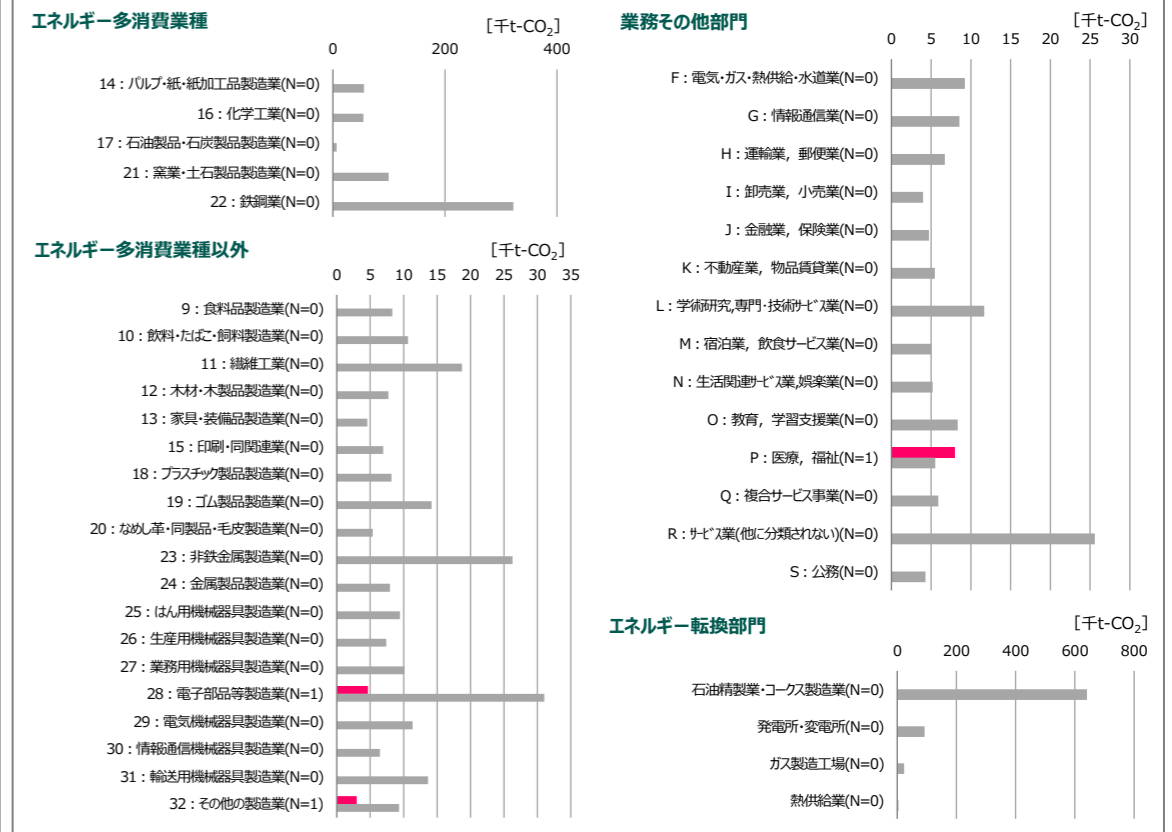 エネルギー多消費業種
[千t-CO2]
0 200 400
14：パルプ・紙・紙加工品製造業(N=0)
16：化学工業(N=0)
17：石油製品・石炭製品製造業(N=0)
21：窯業・土石製品製造業(N=0)
22：鉄鋼業(N=0)
エネルギー多消費業種以外
[千t-CO2]
0 5 10 15 20 25 30 35
9：食料品製造業(N=0)
10：飲料・たばこ・飼料製造業(N=0)
11：繊維工業(N=0)
12：木材・木製品製造業(N=0)
13：家具・装備品製造業(N=0)
15：印刷・同関連業(N=0)
18：プラスチック製品製造業(N=0)
19：ゴム製品製造業(N=0)
20：なめし革・同製品・毛皮製造業(N=0)
23：非鉄金属製造業(N=0)
24：金属製品製造業(N=0)
25：はん用機械器具製造業(N=0)
26：生産用機械器具製造業(N=0)
27：業務用機械器具製造業(N=0)
28：電子部品等製造業(N=1)
29：電気機械器具製造業(N=0)
30：情報通信機械器具製造業(N=0)
31：輸送用機械器具製造業(N=0)
32：その他の製造業(N=1)
業務その他部門
[千t-CO2]
0 5 10 15 20 25 30
F：電気・ガス・熱供給・水道業(N=0)
G：情報通信業(N=0)
H：運輸業，郵便業(N=0)
I：卸売業，小売業(N=0)
J：金融業，保険業(N=0)
K：不動産業，物品賃貸業(N=0)
L：学術研究,専門・技術ｻｰﾋﾞｽ業(N=0)
M：宿泊業，飲食サービス業(N=0)
N：生活関連ｻｰﾋﾞｽ業,娯楽業(N=0)
O：教育，学習支援業(N=0)
P：医療，福祉(N=1)
Q：複合サービス事業(N=0)
R：ｻｰﾋﾞｽ業(他に分類されない)(N=0)
S：公務(N=0)
エネルギー転換部門
[千t-CO2]
0 200 400 600 800
石油精製業・コークス製造業(N=0)
発電所・変電所(N=0)
ガス製造工場(N=0)
熱供給業(N=0)